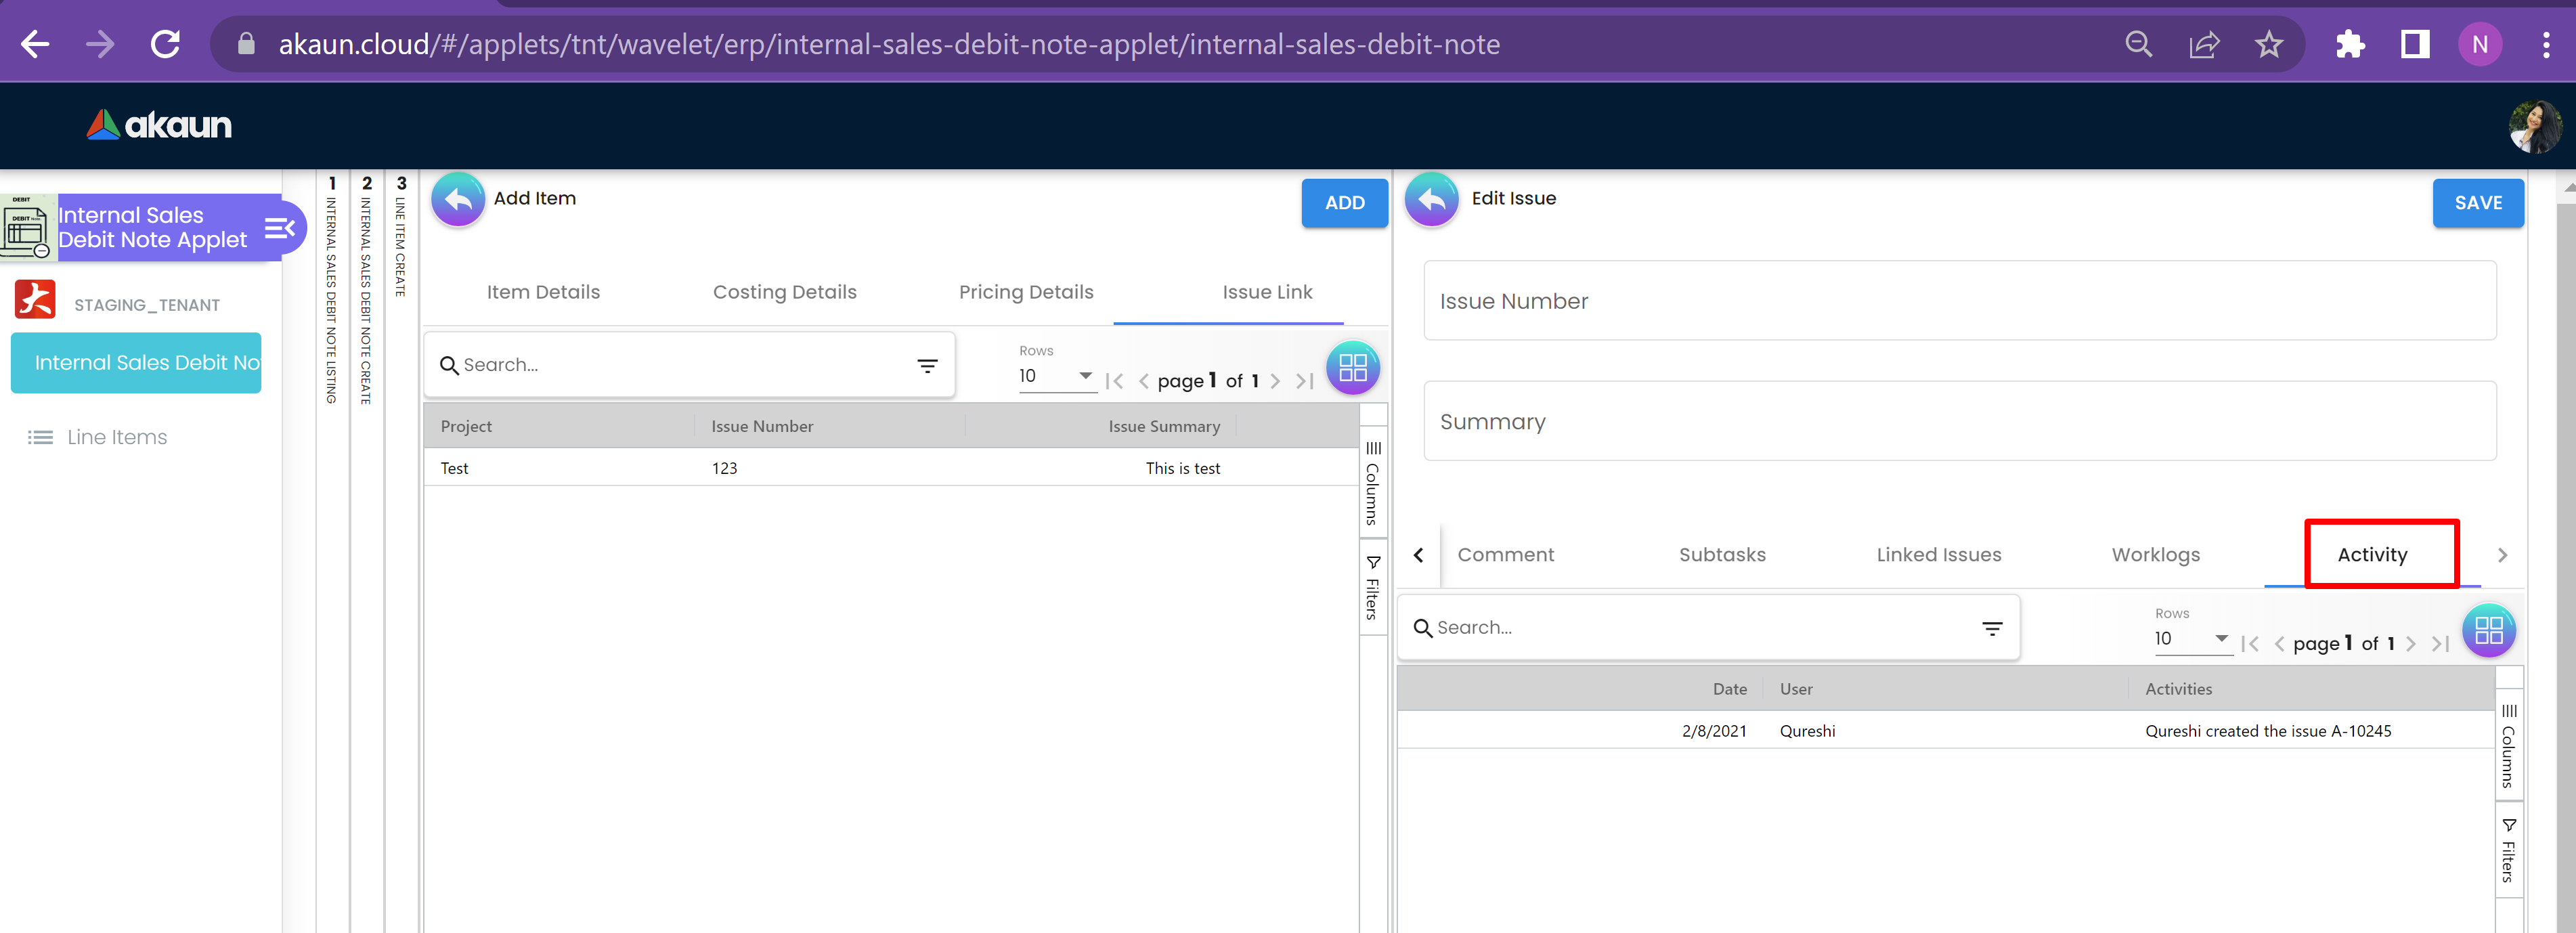 akaun.cloud/#/applets/tnt/wavelet/erp/internal-sales-debit-note-applet/internal-sales-debit-note
N
akaun
DEBIT
Internal Sales
Debit Note Applet
STAGING_TENANT
Internal Sales Debit No
Line Items
1 INTERNAL SALES DEBIT NOTE LISTING
2 INTERNAL SALES DEBIT NOTE CREATE
3 LINE ITEM CREATE
Add Item
ADD
Item Details
Costing Details
Pricing Details
Issue Link
Search...
Rows
10
page 1 of 1
Project
Issue Number
Issue Summary
Test
123
This is test
Columns
Filters
Edit Issue
SAVE
Issue Number
Summary
Comment
Subtasks
Linked Issues
Worklogs
Activity
Search...
Rows
10
page 1 of 1
Date
User
Activities
2/8/2021
Qureshi
Qureshi created the issue A-10245
Columns
Filters